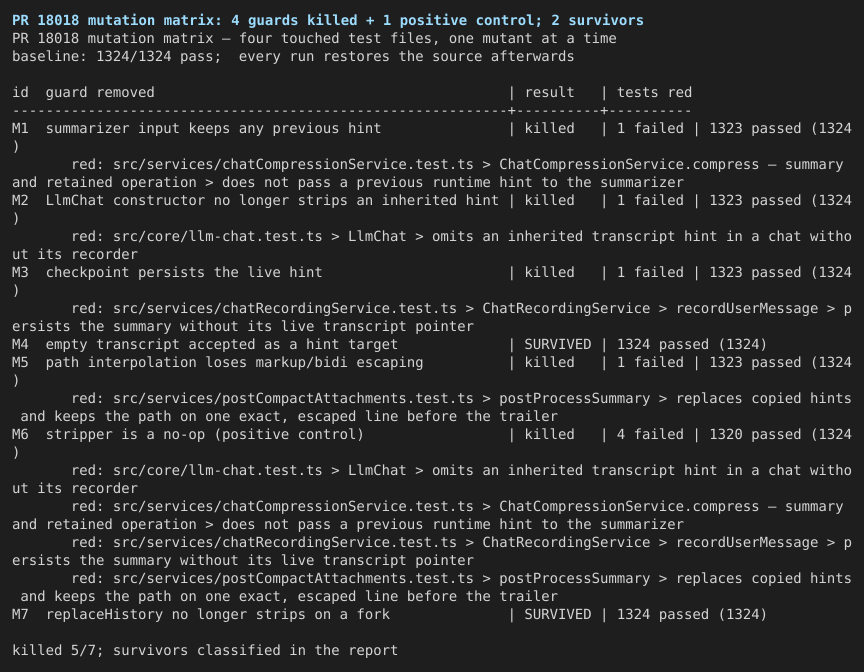 PR 18018 mutation matrix: 4 guards killed + 1 positive control; 2 survivors
PR 18018 mutation matrix — four touched test files, one mutant at a time
baseline: 1324/1324 pass;  every run restores the source afterwards

id  guard removed                                           | result   | tests red
------------------------------------------------------------+----------+----------
M1  summarizer input keeps any previous hint                | killed   | 1 failed | 1323 passed (1324
)
       red: src/services/chatCompressionService.test.ts > ChatCompressionService.compress — summary
and retained operation > does not pass a previous runtime hint to the summarizer
M2  LlmChat constructor no longer strips an inherited hint | killed   | 1 failed | 1323 passed (1324
)
       red: src/core/llm-chat.test.ts > LlmChat > omits an inherited transcript hint in a chat witho
ut its recorder
M3  checkpoint persists the live hint                       | killed   | 1 failed | 1323 passed (1324
)
       red: src/services/chatRecordingService.test.ts > ChatRecordingService > recordUserMessage > p
ersists the summary without its live transcript pointer
M4  empty transcript accepted as a hint target              | SURVIVED | 1324 passed (1324)
M5  path interpolation loses markup/bidi escaping           | killed   | 1 failed | 1323 passed (1324
)
       red: src/services/postCompactAttachments.test.ts > postProcessSummary > replaces copied hints
 and keeps the path on one exact, escaped line before the trailer
M6  stripper is a no-op (positive control)                  | killed   | 4 failed | 1320 passed (1324
)
       red: src/core/llm-chat.test.ts > LlmChat > omits an inherited transcript hint in a chat witho
ut its recorder
       red: src/services/chatCompressionService.test.ts > ChatCompressionService.compress — summary
and retained operation > does not pass a previous runtime hint to the summarizer
       red: src/services/chatRecordingService.test.ts > ChatRecordingService > recordUserMessage > p
ersists the summary without its live transcript pointer
       red: src/services/postCompactAttachments.test.ts > postProcessSummary > replaces copied hints
 and keeps the path on one exact, escaped line before the trailer
M7  replaceHistory no longer strips on a fork               | SURVIVED | 1324 passed (1324)

killed 5/7; survivors classified in the report